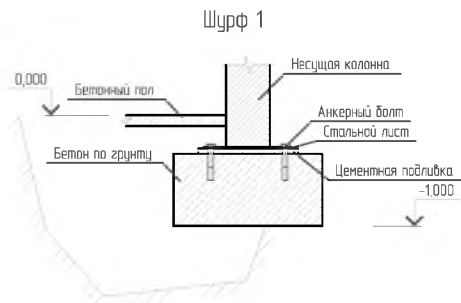 Шурф 1
Несущая колонна
0,000
Бетонный пол
Анкерный болт
Стальной лист
Бетон по грунту
Цементная подливка
-1,000